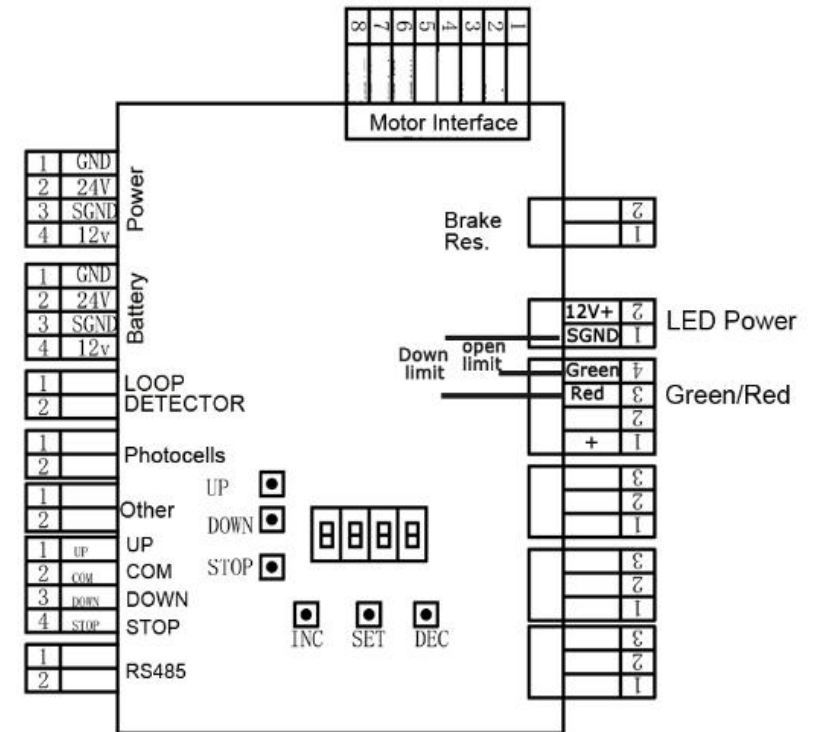 8 7 6 5 4 3 2 1
Motor Interface
1 GND
2 24V
3 SGND
4 12v
Power
1 GND
2 24V
3 SGND
4 12v
Battery
1
2
LOOP
DETECTOR
1
2
Photocells
1
2
Other
1 UP UP
2 COM COM
3 DOWN DOWN
4 STOP STOP
1
2
RS485
UP
DOWN
STOP
8 8 8 8
INC SET DEC
Brake
Res.
2
1
12V+ 2
SGND 1
LED Power
Down
limit
open
limit
Green 4
Red 3
2
+ 1
Green/Red
3
2
1
3
2
1
3
2
1